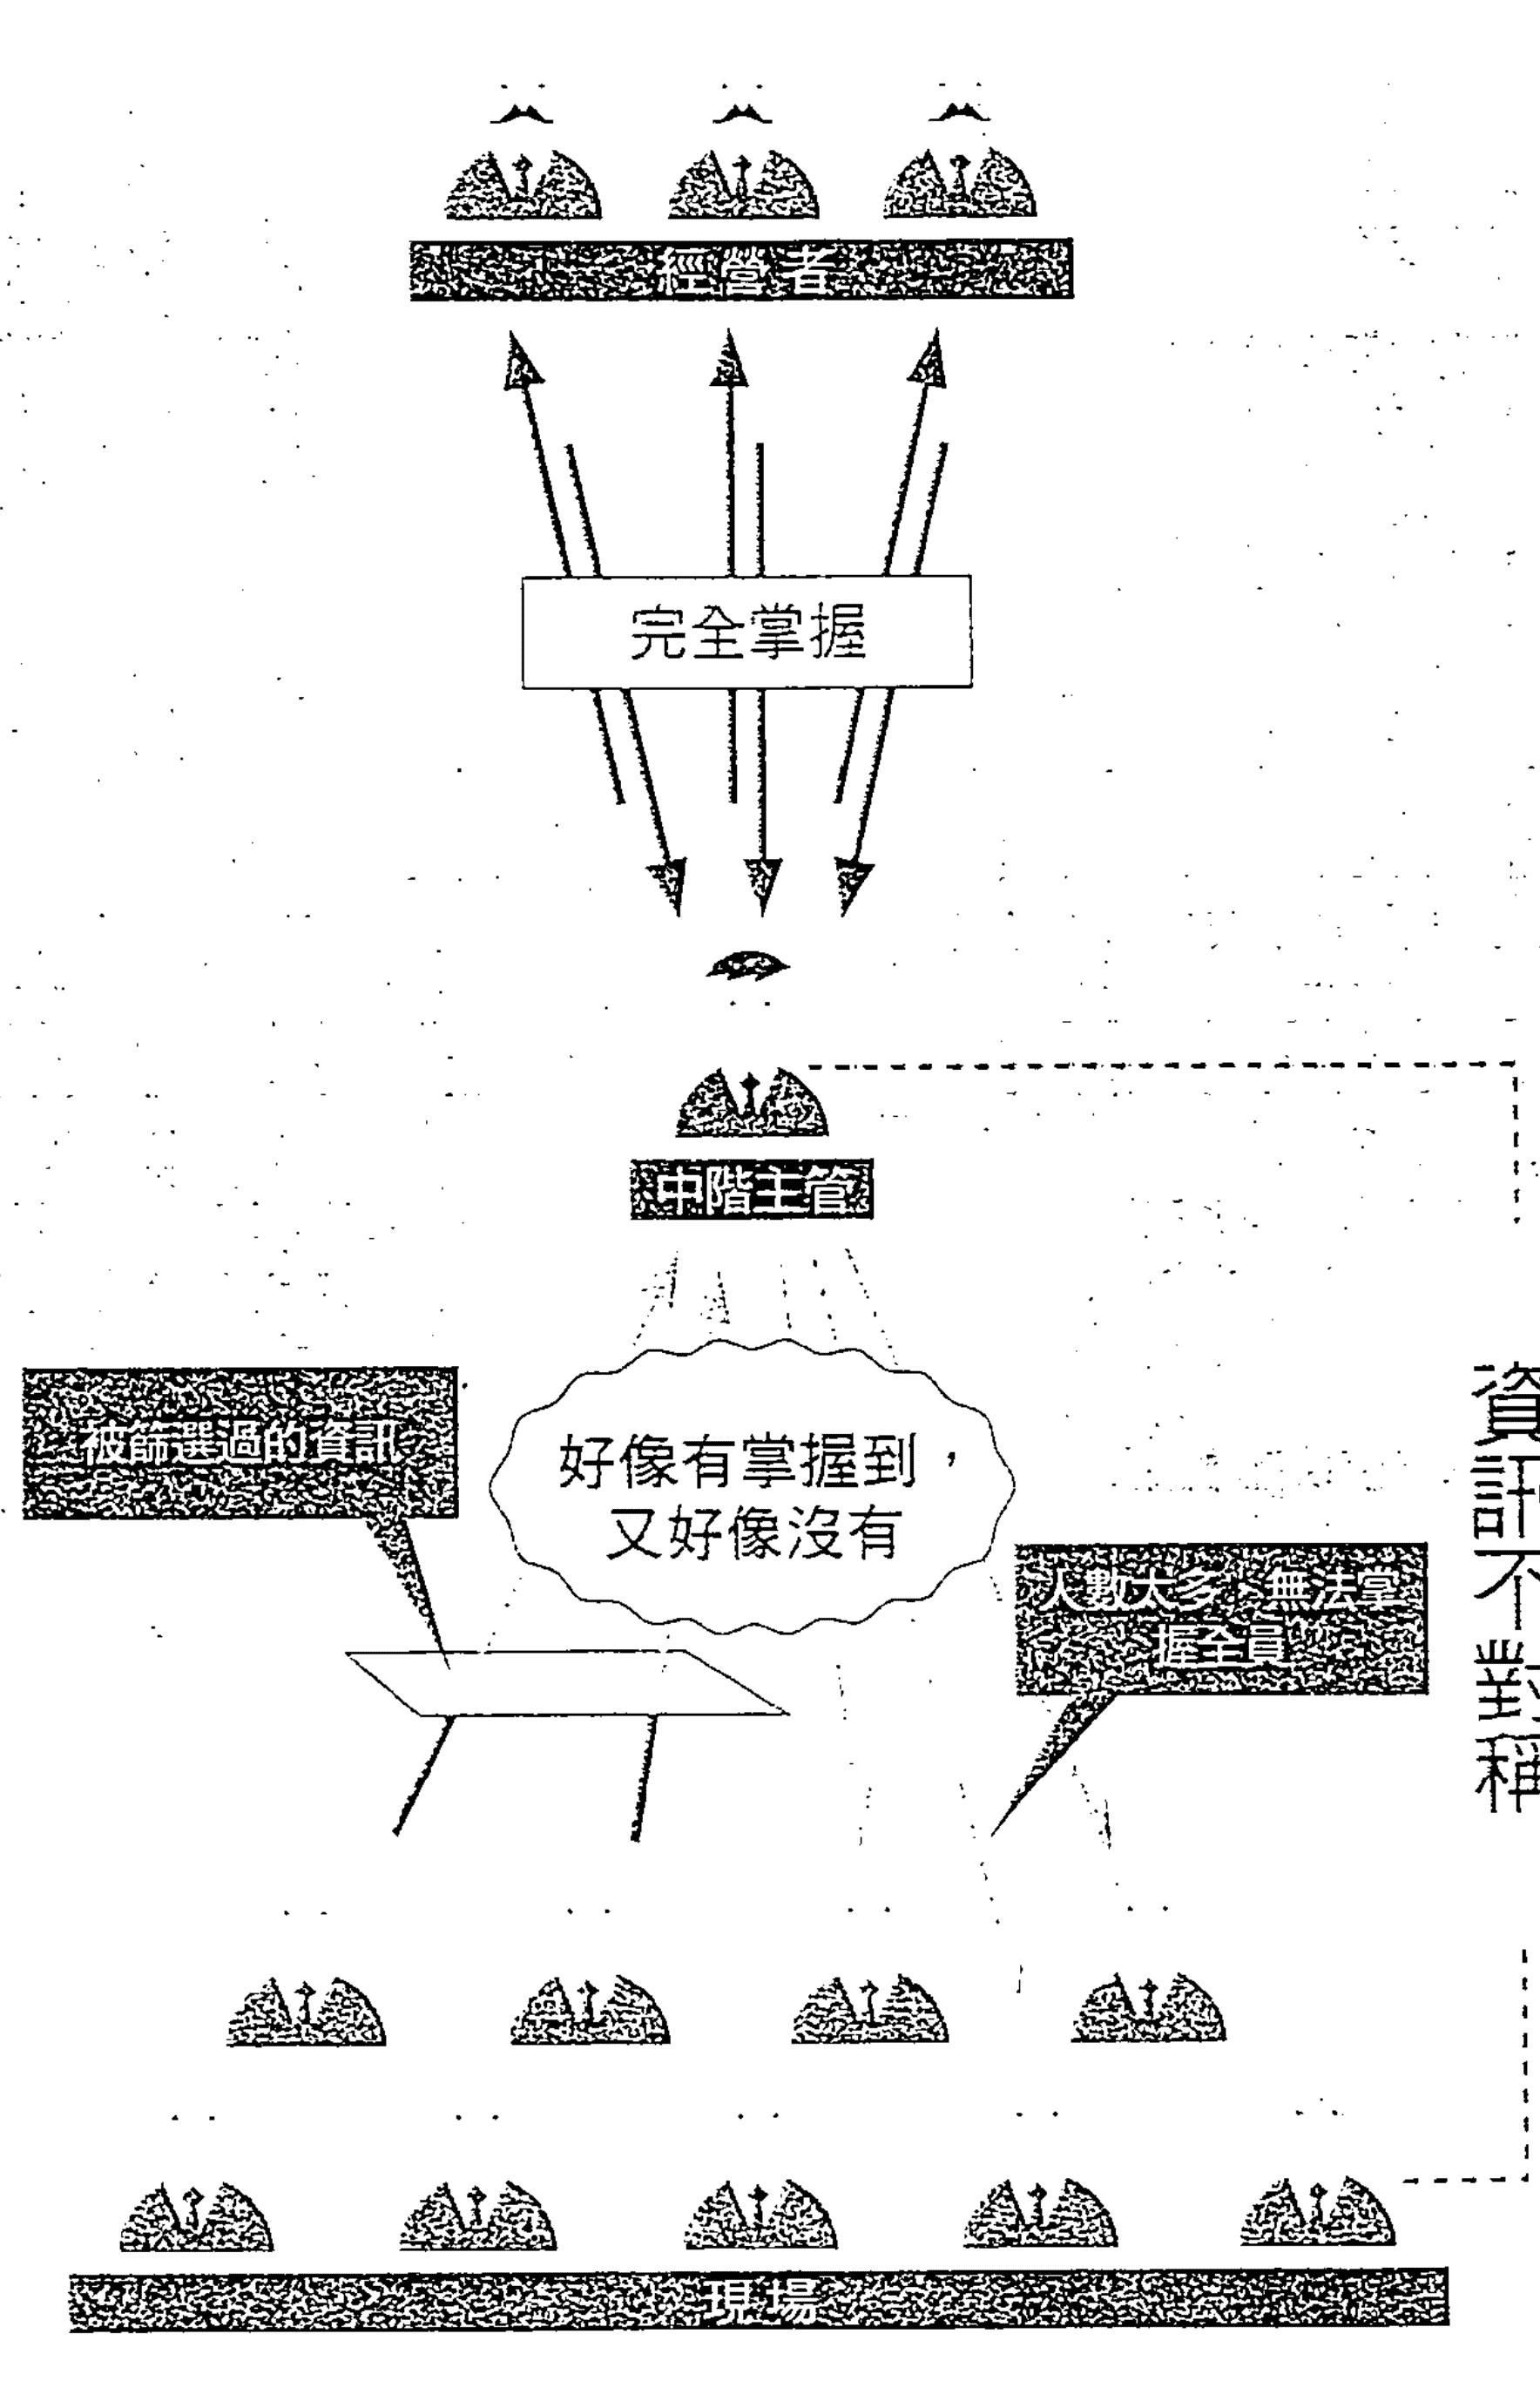 經營者
完全掌握
中階主管
被篩選過的資訊
好像有掌握到，
又好像沒有
人數太多，無法掌
握全員
資訊不對稱
現場